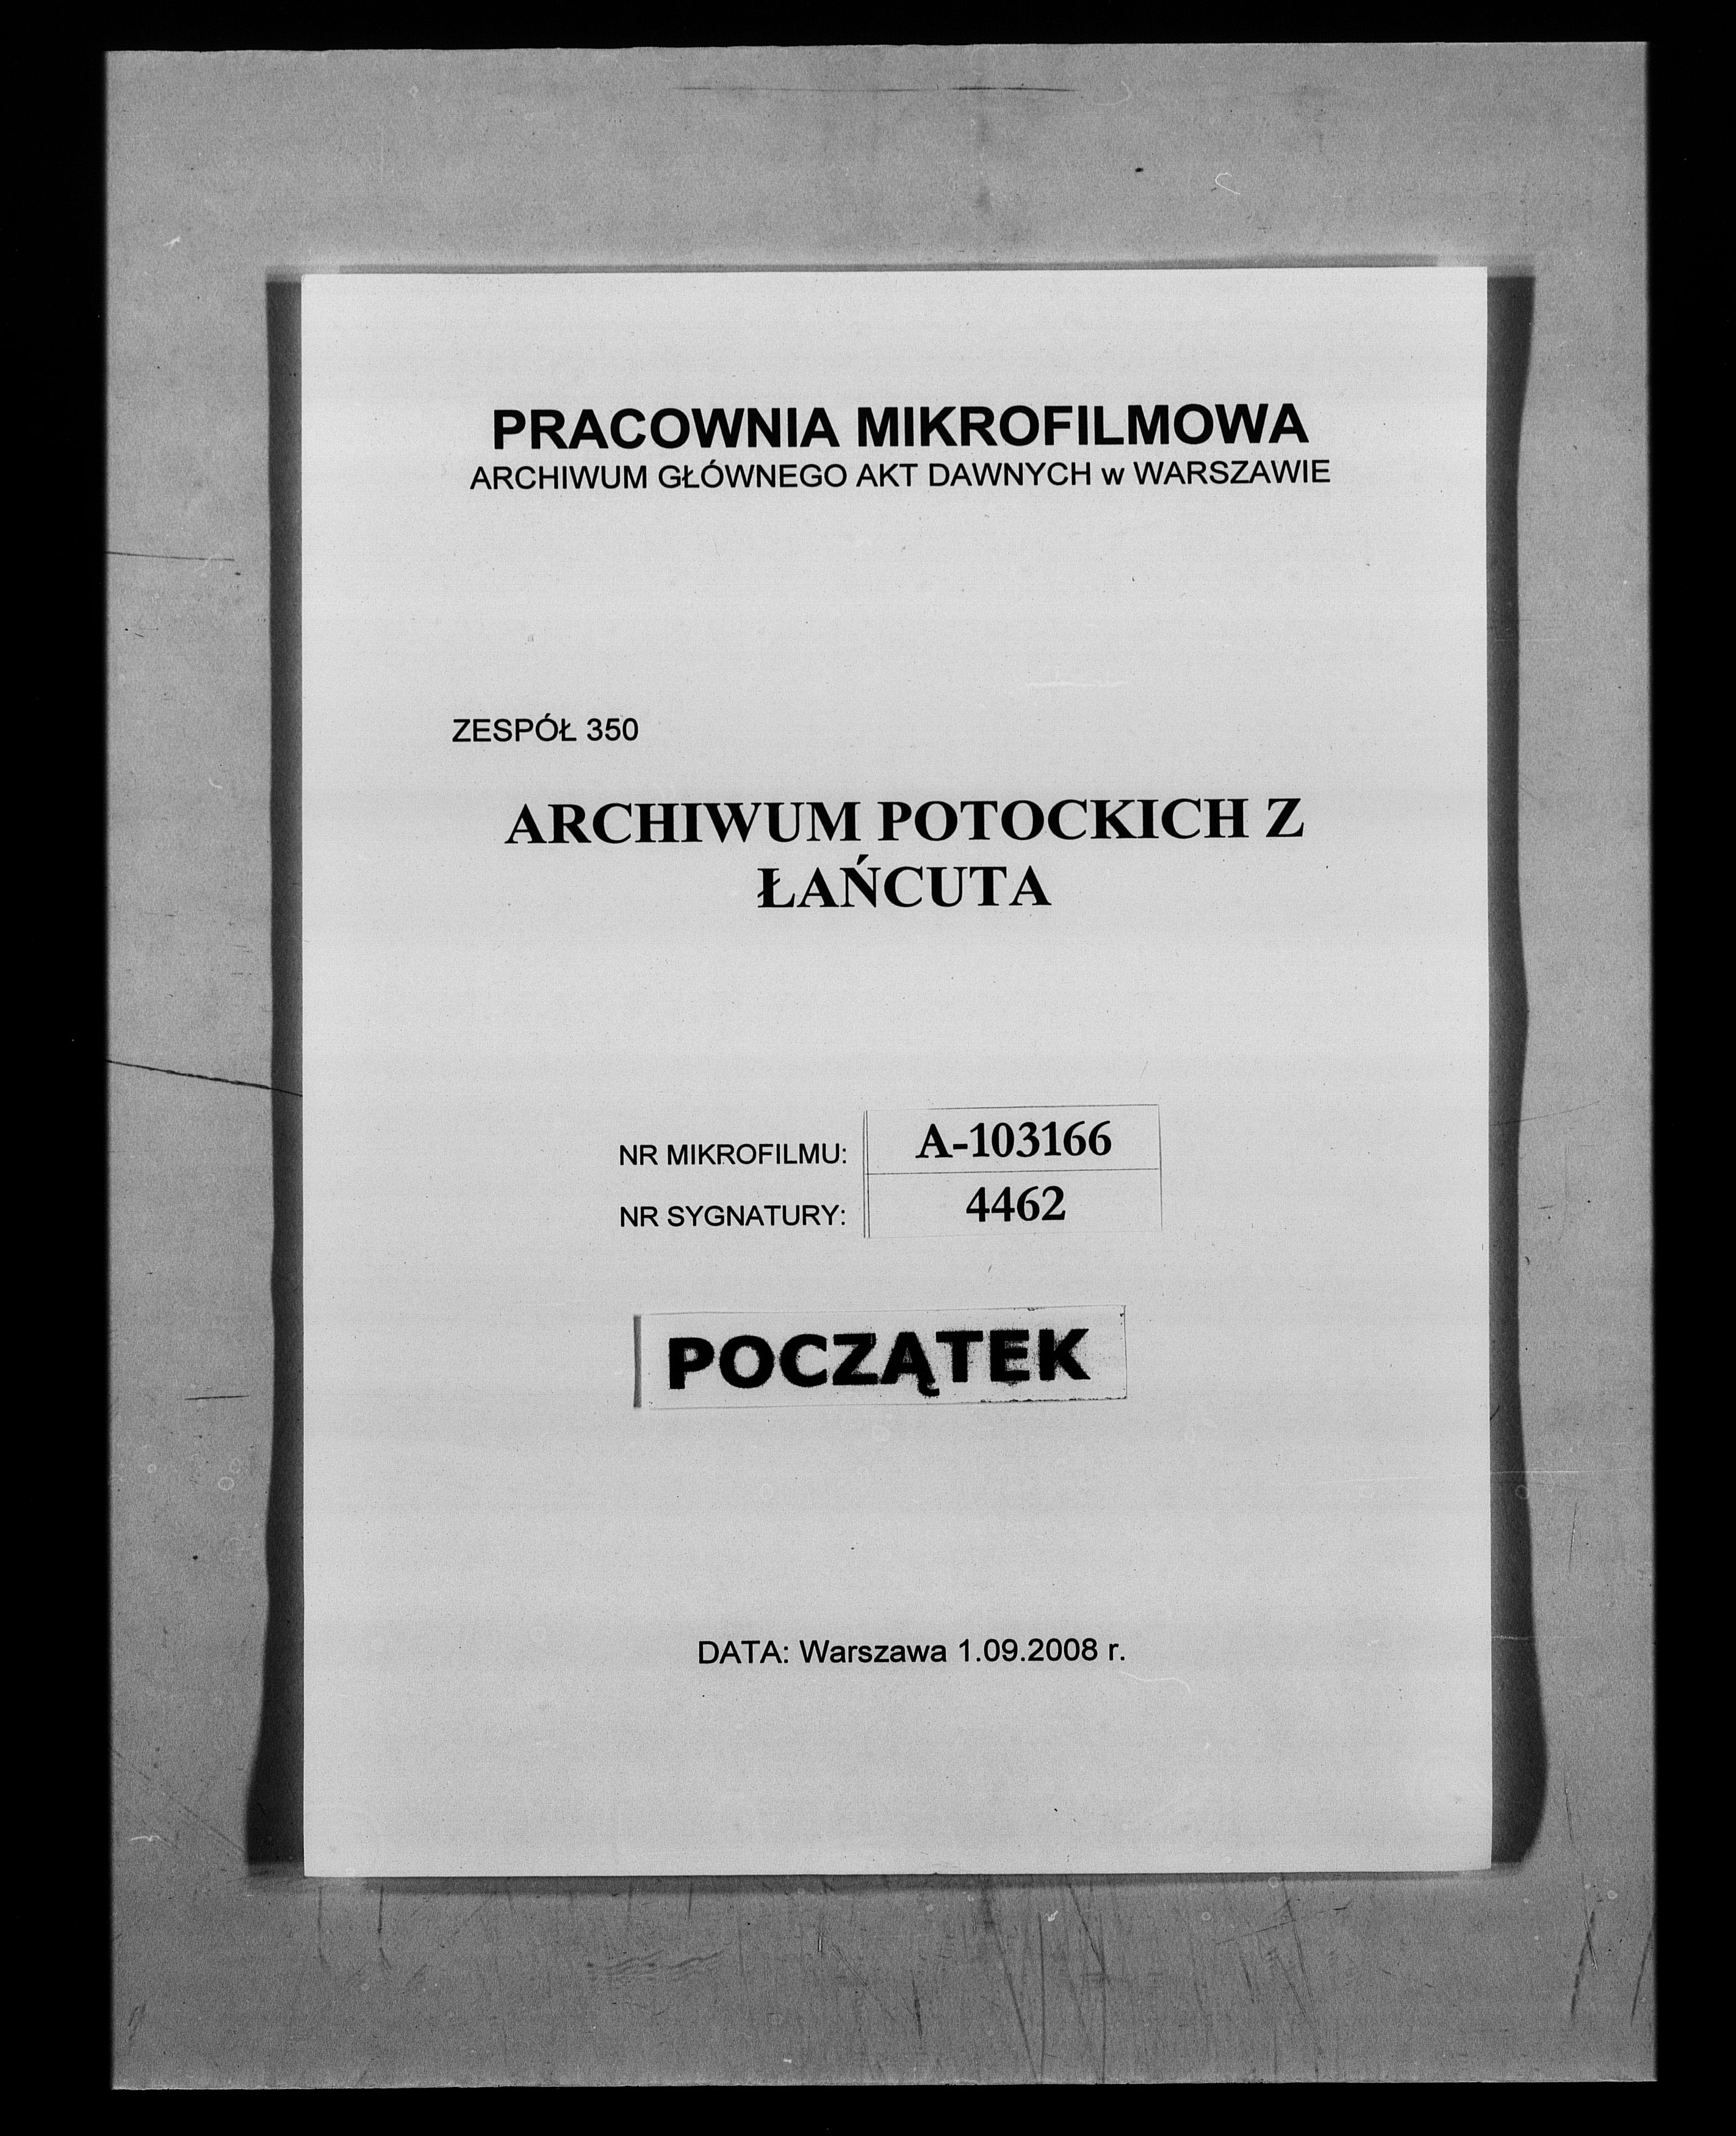 PRACOWNIA MIKROFILMOWA
ARCHIWUM GŁÓWNEGO AKT DAWNYCH w WARSZAWIE
ZESPÓŁ 350
ARCHIWUM POTOCKICH Z
ŁAŃCUTA
NR MIKROFILMU: A-103166
NR SYGNATURY: 4462
POCZĄTEK
DATA: Warszawa 1.09.2008 r.